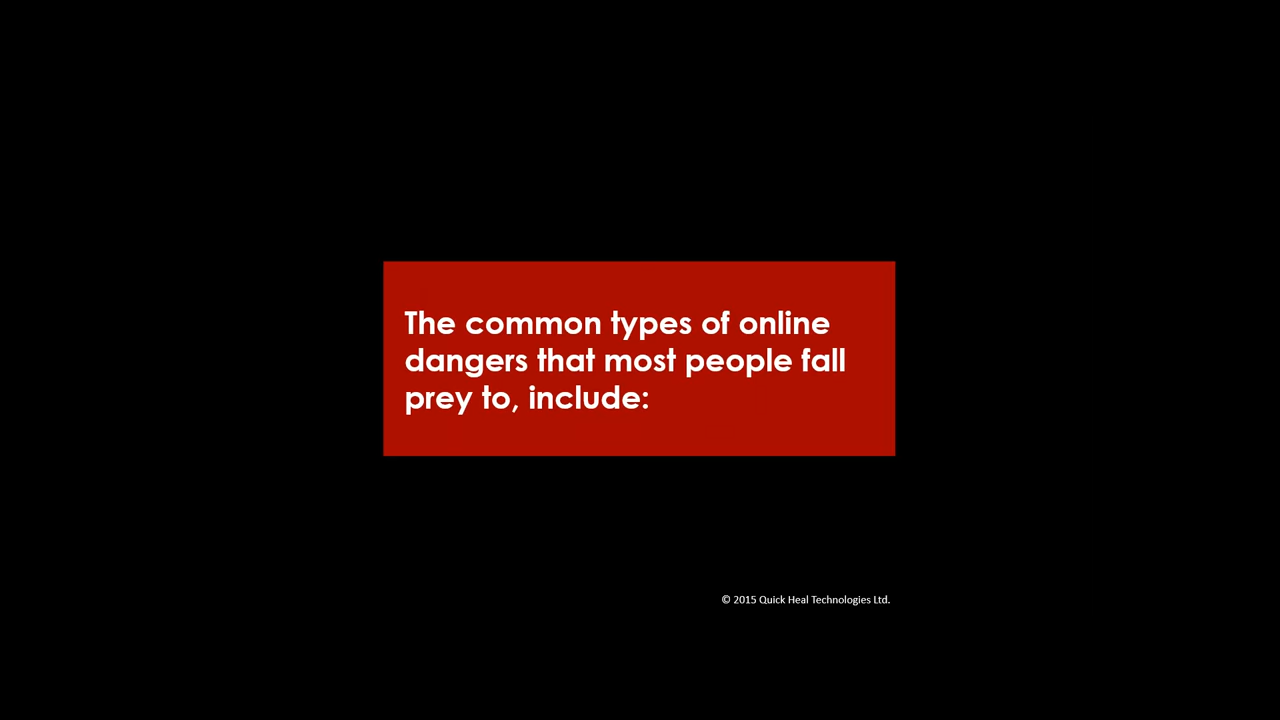 The common types of online
dangers that most people fall
prey to, include:
© 2015 Quick Heal Technologies Ltd.